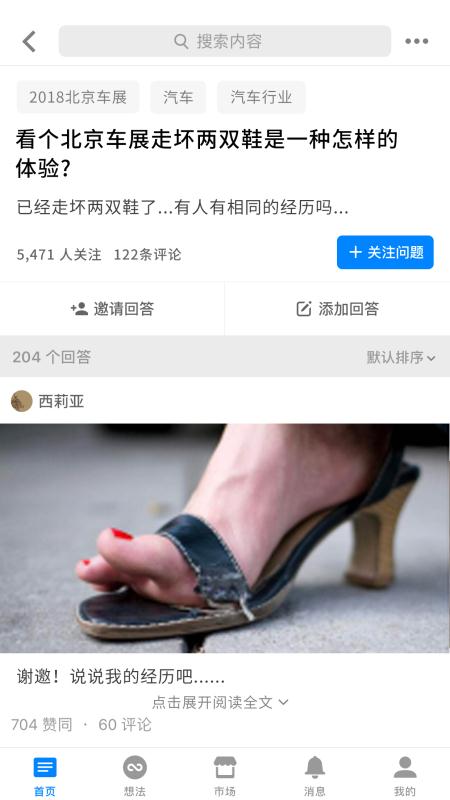 搜索内容
2018北京车展 汽车 汽车行业
看个北京车展走坏两双鞋是一种怎样的
体验?
已经走坏两双鞋了...有人有相同的经历吗...
5,471 人关注 122条评论
关注问题
邀请回答 添加回答
204 个回答 默认排序
西莉亚
谢邀！说说我的经历吧......
点击展开阅读全文
704 赞同 · 60 评论
首页 想法 市场 消息 我的